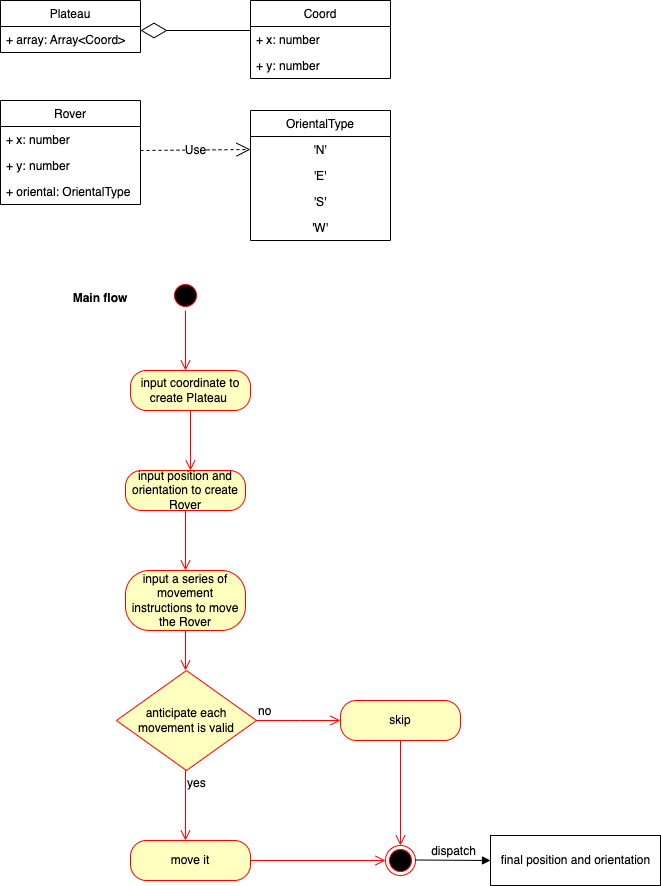 Plateau
+ array: Array<Coord>
Coord
+ x: number
+ y: number
Rover
+ x: number
+ y: number
+ oriental: OrientalType
Use
OrientalType
'N'
'E'
'S'
'W'
Main flow
input coordinate to
create Plateau
input position and
orientation to create
Rover
input a series of
movement
instructions to move
the Rover
anticipate each
movement is valid
no
skip
yes
move it
dispatch
final position and orientation